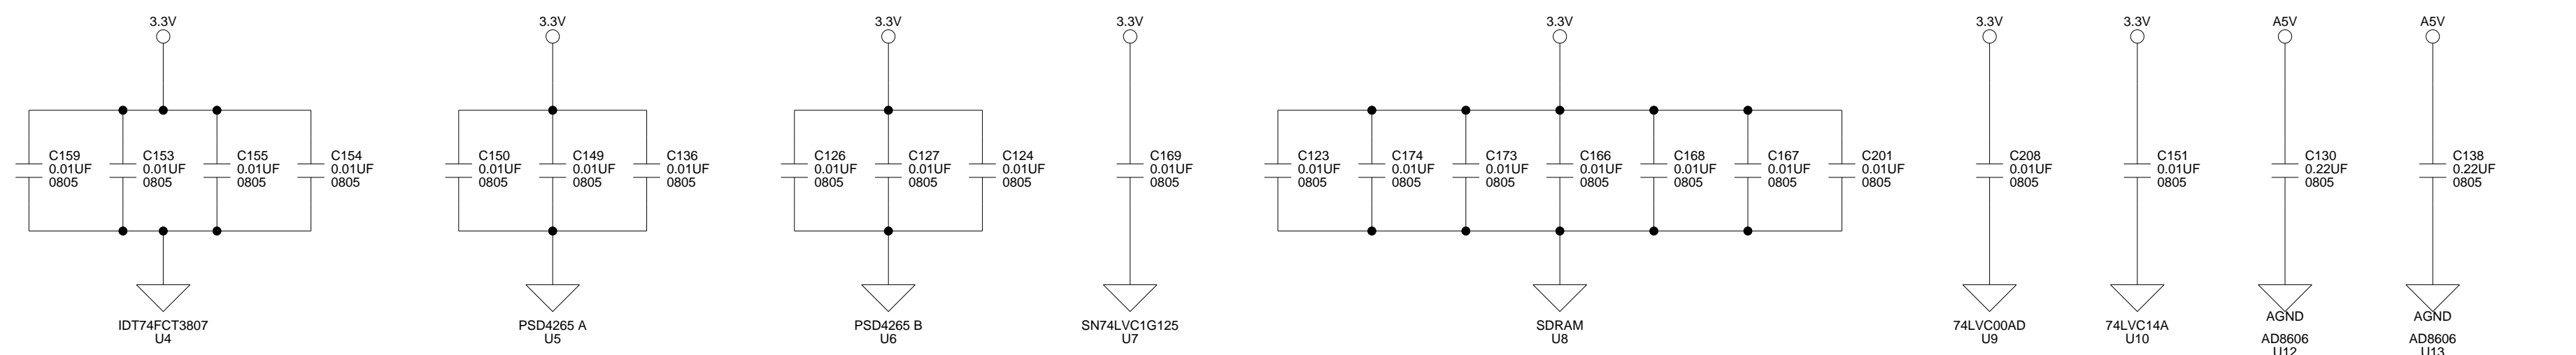 3.3V
3.3V
3.3V
3.3V
3.3V
3.3V
3.3V
A5V
A5V
C159
0.01UF
0805
C153
0.01UF
0805
C155
0.01UF
0805
C154
0.01UF
0805
C150
0.01UF
0805
C149
0.01UF
0805
C136
0.01UF
0805
C126
0.01UF
0805
C127
0.01UF
0805
C124
0.01UF
0805
C169
0.01UF
0805
C123
0.01UF
0805
C174
0.01UF
0805
C173
0.01UF
0805
C166
0.01UF
0805
C168
0.01UF
0805
C167
0.01UF
0805
C201
0.01UF
0805
C208
0.01UF
0805
C151
0.01UF
0805
C130
0.22UF
0805
C138
0.22UF
0805
IDT74FCT3807
U4
PSD4265 A
U5
PSD4265 B
U6
SN74LVC1G125
U7
SDRAM
U8
74LVC00AD
U9
74LVC14A
U10
AGND
AD8606
U12
AGND
AD8606
U13